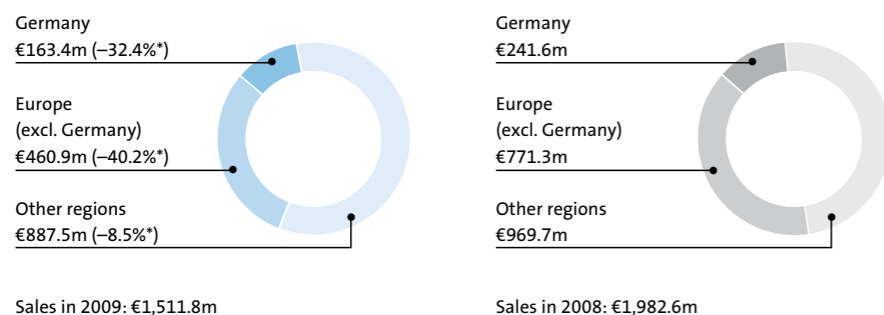 Germany
€163.4m (–32.4%*)
Europe
(excl. Germany)
€460.9m (–40.2%*)
Other regions
€887.5m (–8.5%*)
Sales in 2009: €1,511.8m
Germany
€241.6m
Europe
(excl. Germany)
€771.3m
Other regions
€969.7m
Sales in 2008: €1,982.6m